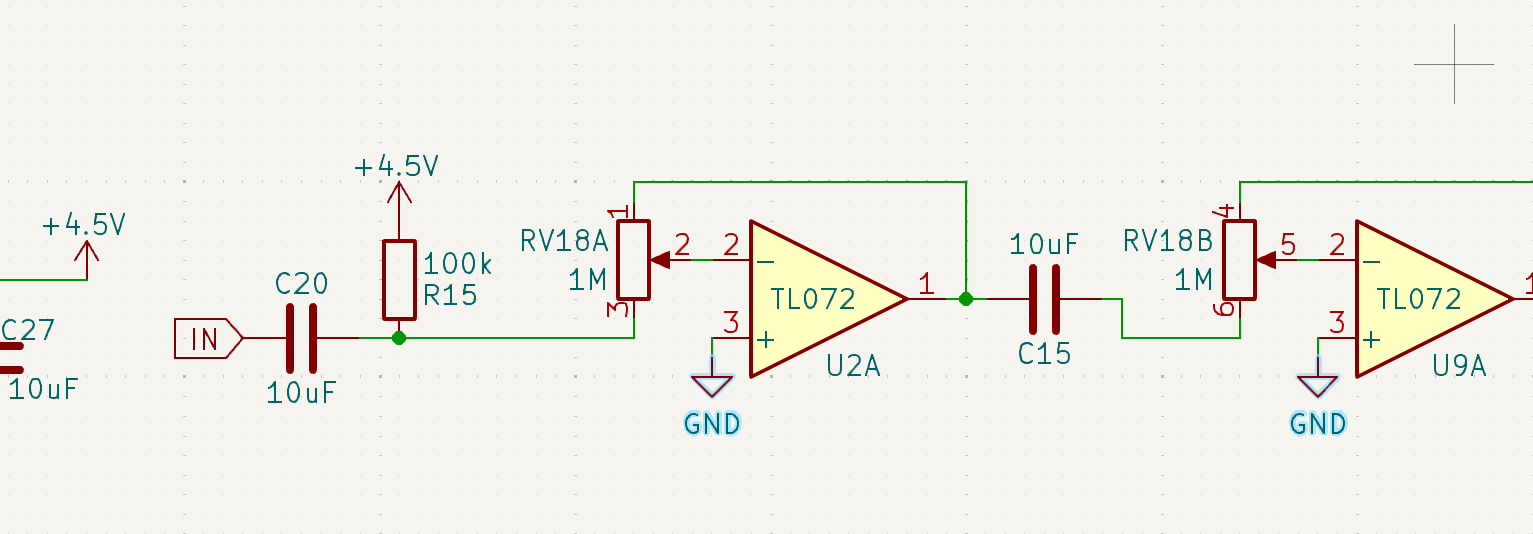 +4.5V
+4.5V
C27
10uF
IN
C20
10uF
100k
R15
RV18A
1M
1
2
3
2
3
TL072
1
U2A
GND
10uF
C15
RV18B
1M
4
5
6
2
3
TL072
1
U9A
GND